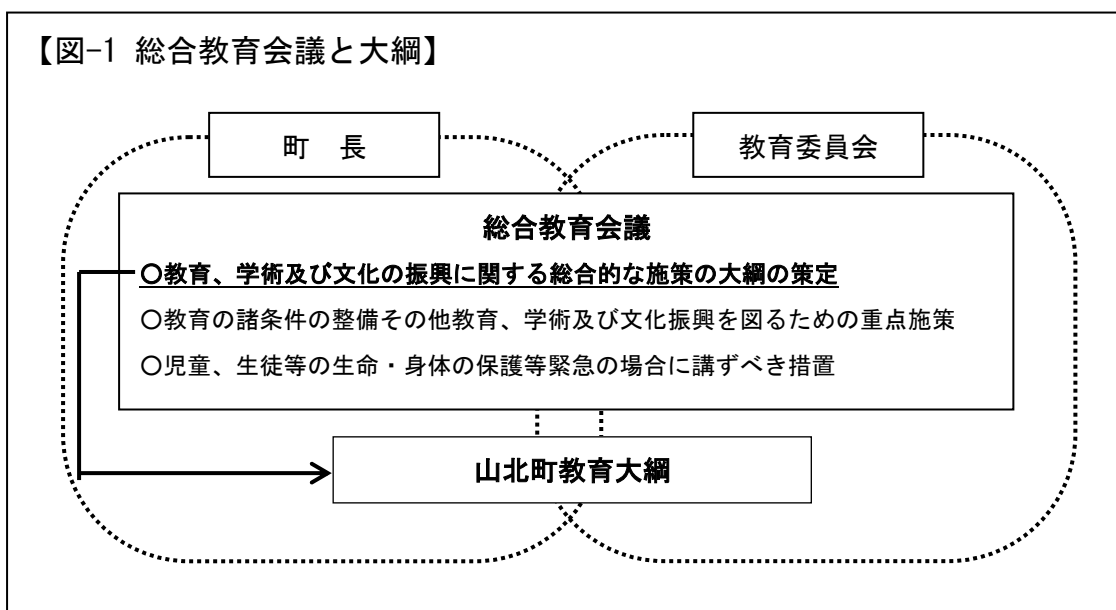 【図-1 総合教育会議と大綱】
町　長
教育委員会
総合教育会議
○教育、学術及び文化の振興に関する総合的な施策の大綱の策定
○教育の諸条件の整備その他教育、学術及び文化振興を図るための重点施策
○児童、生徒等の生命・身体の保護等緊急の場合に講ずべき措置
山北町教育大綱